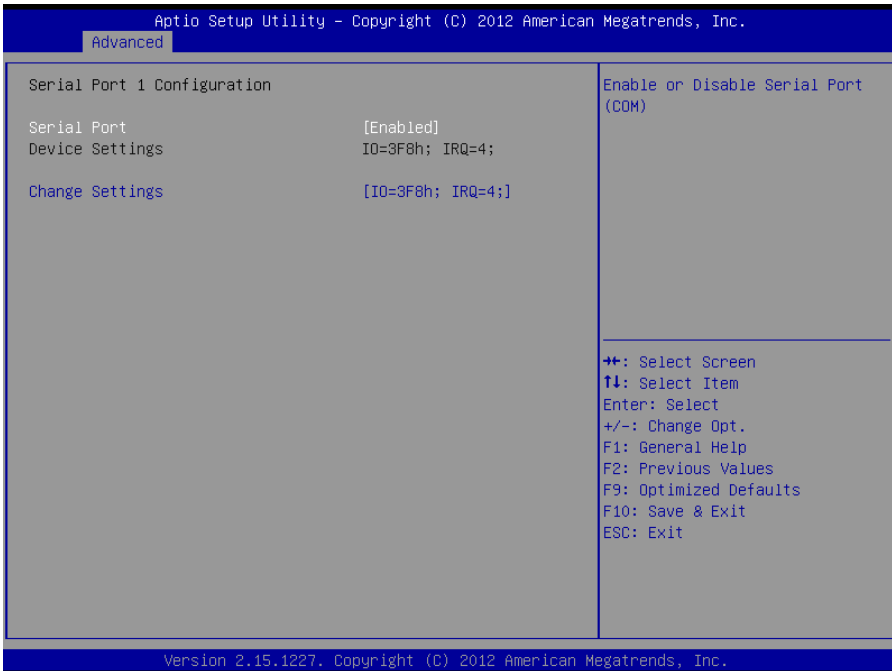 Aptio Setup Utility – Copyright (C) 2012 American Megatrends, Inc.
Advanced
Serial Port 1 Configuration
Serial Port [Enabled]
Device Settings IO=3F8h; IRQ=4;
Change Settings [IO=3F8h; IRQ=4;]
Enable or Disable Serial Port
(COM)
→←: Select Screen
↑↓: Select Item
Enter: Select
+/-: Change Opt.
F1: General Help
F2: Previous Values
F9: Optimized Defaults
F10: Save & Exit
ESC: Exit
Version 2.15.1227. Copyright (C) 2012 American Megatrends, Inc.